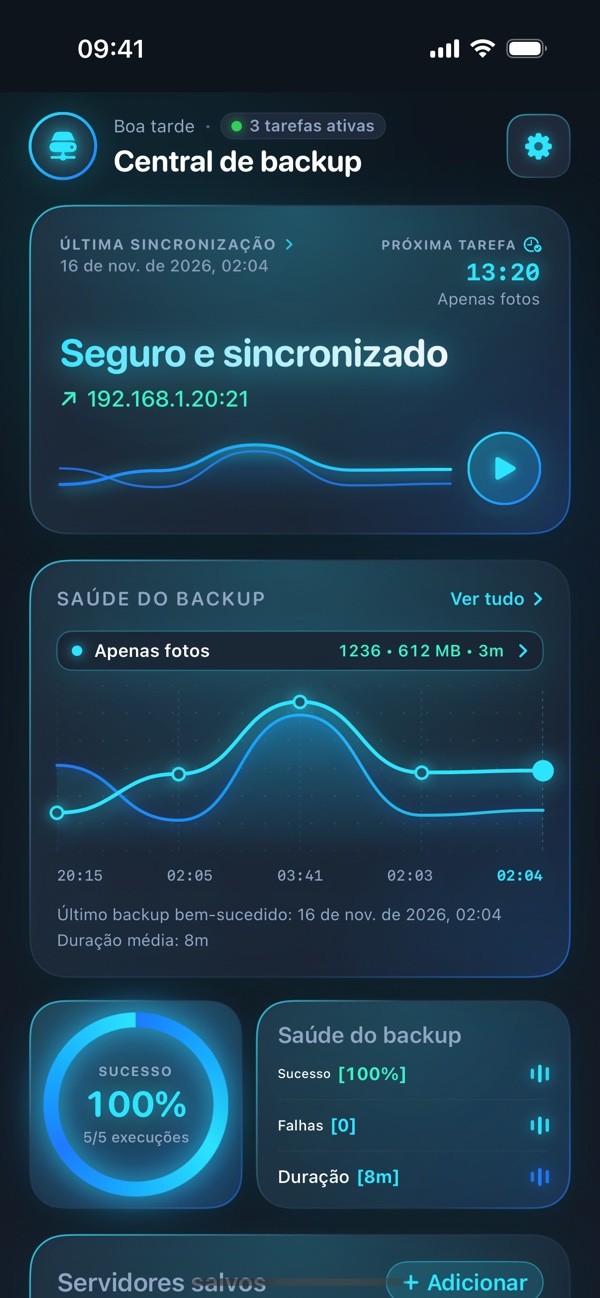 09:41
Boa tarde · 3 tarefas ativas
Central de backup
ÚLTIMA SINCRONIZAÇÃO
16 de nov. de 2026, 02:04
PRÓXIMA TAREFA
13:20
Apenas fotos
Seguro e sincronizado
192.168.1.20:21
SAÚDE DO BACKUP
Ver tudo
Apenas fotos
1236 • 612 MB • 3m
20:15 02:05 03:41 02:03 02:04
Último backup bem-sucedido: 16 de nov. de 2026, 02:04
Duração média: 8m
SUCESSO
100%
5/5 execuções
Saúde do backup
Sucesso [100%]
Falhas [0]
Duração [8m]
Servidores salvos
+ Adicionar